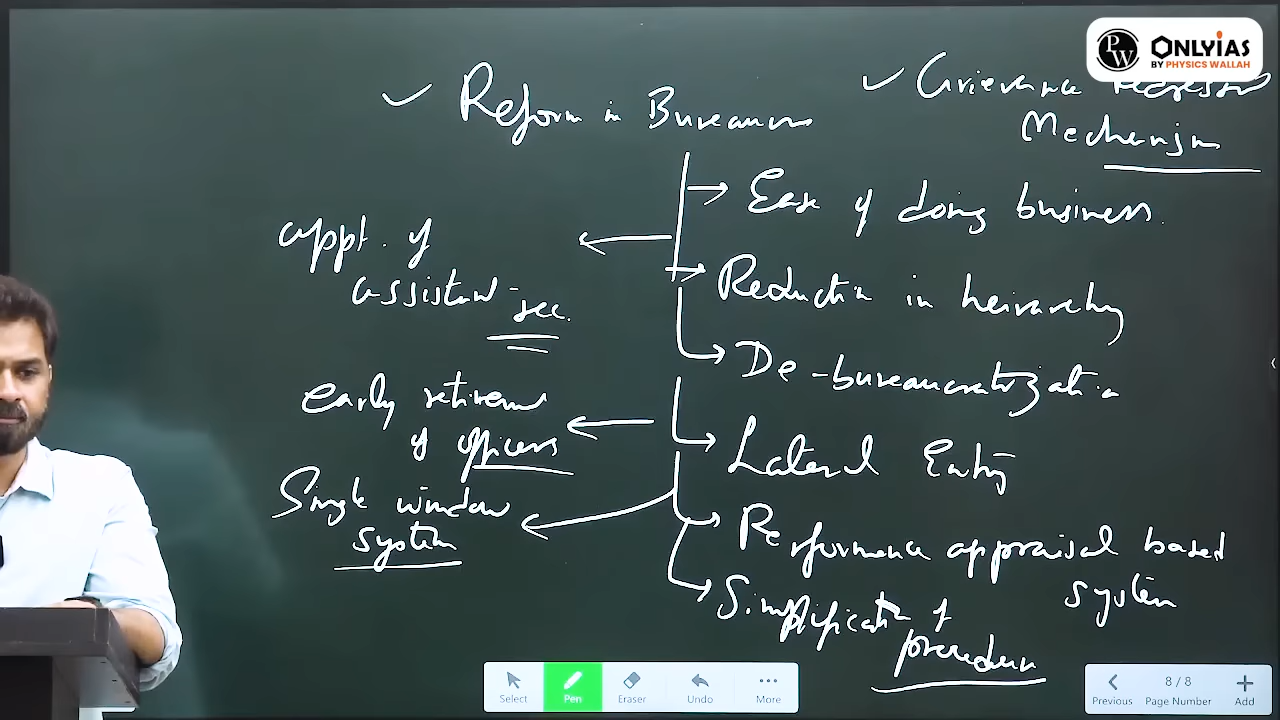 PW ONLYIAS
BY PHYSICS WALLAH
✓ Reform in Bureaucracy
✓ Grievance Redressal
Mechanism
→ Ease of doing business.
appt. of
assistant sec.
→ Reduction in heirarchy
→ De-bureaucratization
early retirement
of officers
→ Lateral Entry
Single window
system
→ Performance appraisal based
system
→ Simplification of
procedure
Select
Pen
Eraser
Undo
More
8 / 8
Previous
Page Number
Add